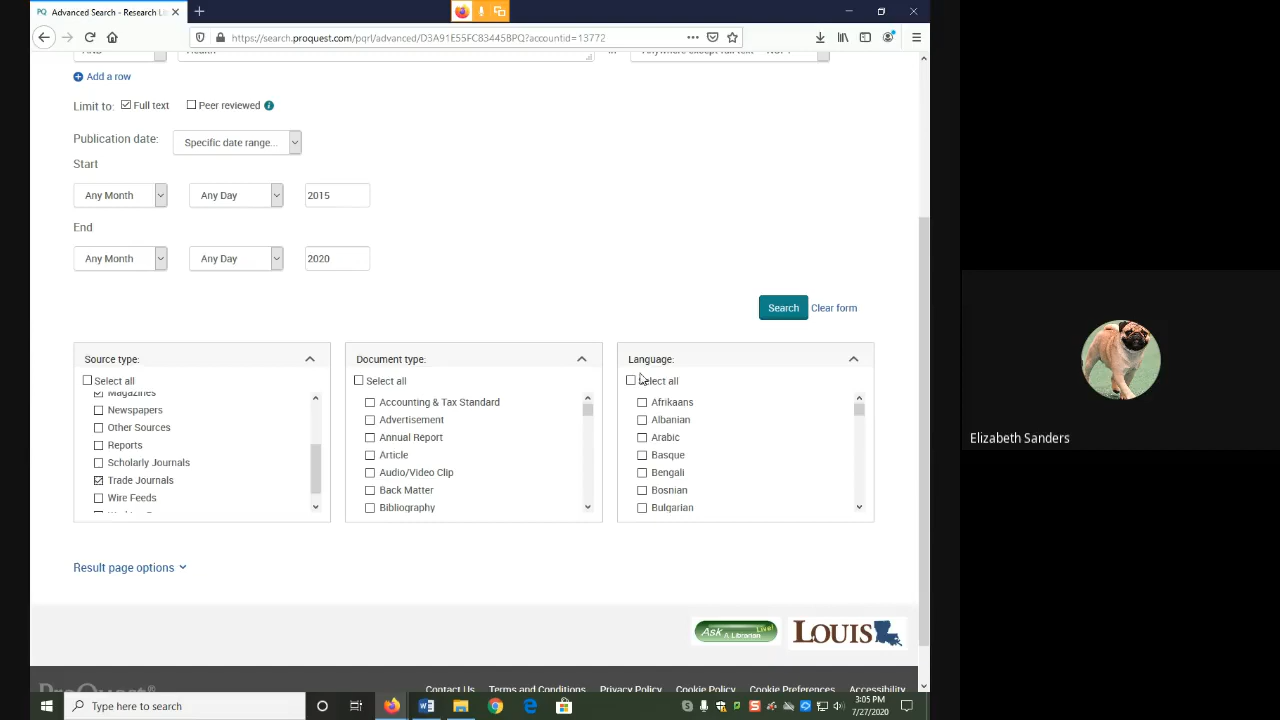 Advanced Search - Research Li
https://search.proquest.com/pqrl/advanced/D3A91E55FC83445BPQ?accountid=13772
Add a row
Limit to: Full text Peer reviewed
Publication date: Specific date range...
Start
Any Month Any Day 2015
End
Any Month Any Day 2020
Search Clear form
Source type: Document type: Language:
Select all Select all Select all
Magazines
Accounting & Tax Standard Afrikaans
Newspapers
Advertisement Albanian
Other Sources
Annual Report Arabic
Reports
Article Basque
Scholarly Journals
Audio/Video Clip Bengali
Trade Journals
Back Matter Bosnian
Wire Feeds
Bibliography Bulgarian
Elizabeth Sanders
Result page options
Ask A Librarian Live!
LOUIS
ProQuest
Contact Us Terms and Conditions Privacy Policy Cookie Policy Cookie Preferences Accessibility
Type here to search
3:05 PM
7/27/2020